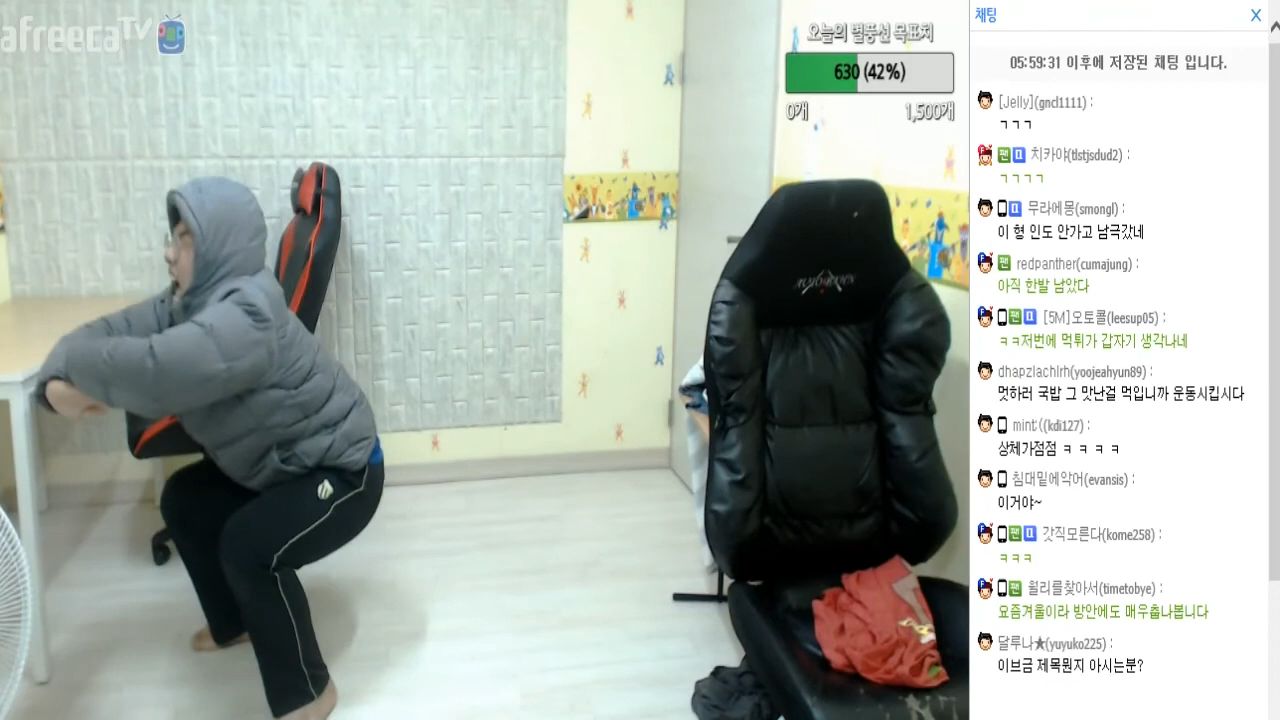 afreecaTV
오늘의 별풍선 목표치
630 (42%)
0개 1,500개
AUTOMANN
채팅 X
05:59:31 이후에 저장된 채팅 입니다.
[Jelly](gncl1111) :
ㄱㄱㄱ
팬 치카야(tlstjsdud2) :
ㄱㄱㄱㄱ
무라에몽(smongl) :
이 형 인도 안가고 남극갔네
팬 redpanther(cumajung) :
아직 한발 남았다
팬 [5M]오토콜(leesup05) :
ㅋㅋ저번에 먹튀가 갑자기 생각나네
dhapzlachlrh(yoojeahyun89) :
멋하러 국밥 그 맛난걸 먹입니까 운동시킵시다
mint:((kdi127) :
상체가점점 ㅋ ㅋ ㅋ ㅋ
침대밑에악어(evansis) :
이거야~
팬 갓직모른다(kome258) :
ㅋㅋㅋ
팬 윌리를찾아서(timetobye) :
요즘겨울이라 방안에도 매우춥나봅니다
달루나★(yuyuko225) :
이브금 제목뭔지 아시는분?